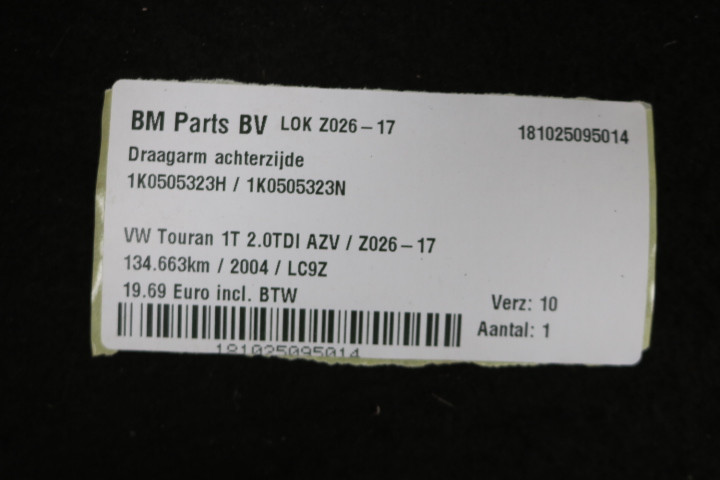 BM Parts BV LOK Z026-17 181025095014
Draagarm achterzijde
1K0505323H / 1K0505323N
VW Touran 1T 2.0TDI AZV / Z026-17
134.663km / 2004 / LC9Z
19.69 Euro incl. BTW
Verz: 10
Aantal: 1
181025095014